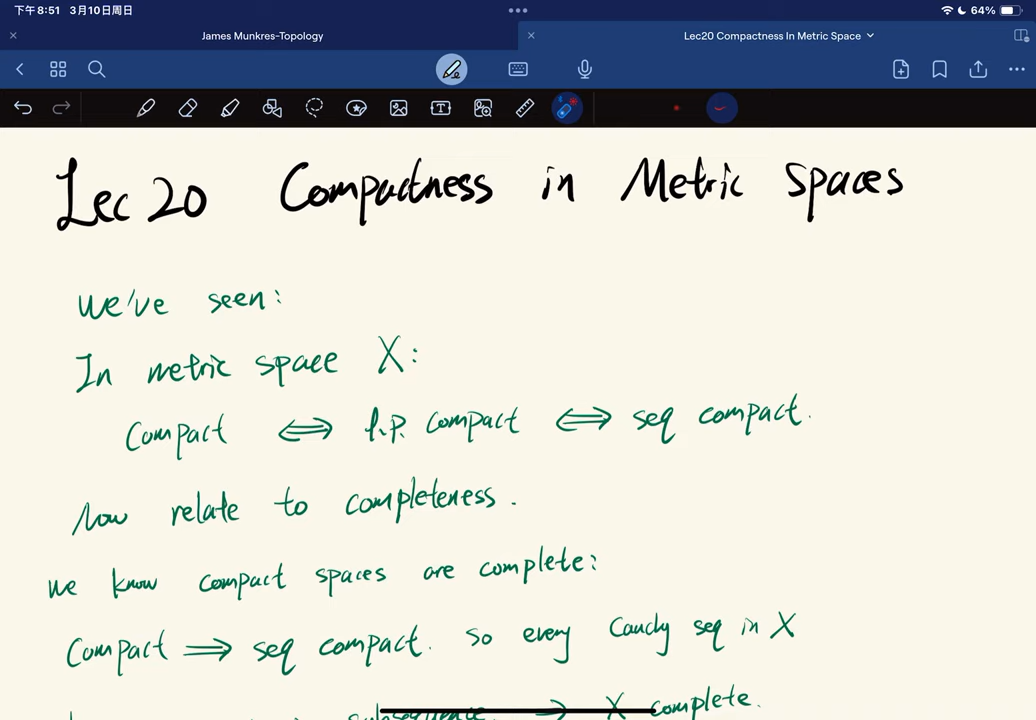 下午8:51 3月10日周日
64%
James Munkres-Topology
Lec20 Compactness In Metric Space
Lec 20 Compactness in Metric Spaces
We've seen:
In metric space X:
Compact ⟺ l.p. compact ⟺ seq compact.
Now relate to completeness.
We know compact spaces are complete:
Compact ⟹ seq compact. so every Cauchy seq in X
subsequence. → X complete.